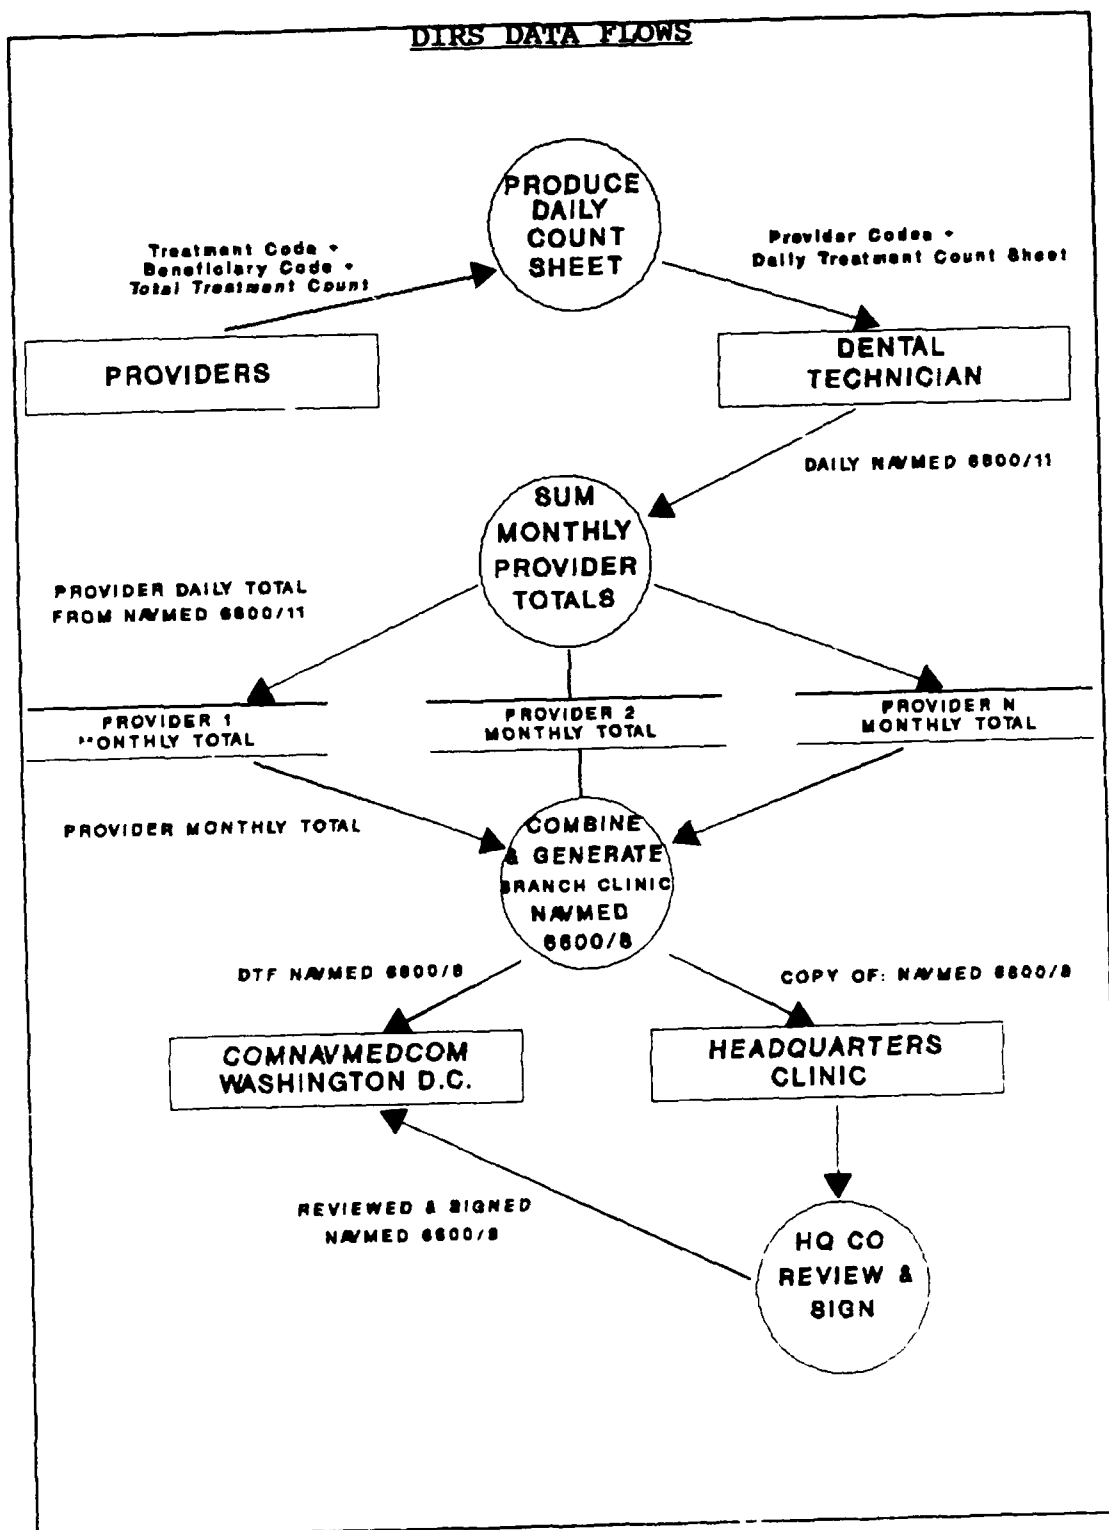 DIRS DATA FLOWS
PRODUCE
DAILY
COUNT
SHEET
Treatment Code +
Beneficiary Code +
Total Treatment Count
Provider Codes +
Daily Treatment Count Sheet
PROVIDERS
DENTAL
TECHNICIAN
DAILY NAVMED 6600/11
SUM
MONTHLY
PROVIDER
TOTALS
PROVIDER DAILY TOTAL
FROM NAVMED 6600/11
PROVIDER 1
MONTHLY TOTAL
PROVIDER 2
MONTHLY TOTAL
PROVIDER N
MONTHLY TOTAL
PROVIDER MONTHLY TOTAL
COMBINE
& GENERATE
BRANCH CLINIC
NAVMED
6600/8
DTF NAVMED 6600/8
COPY OF: NAVMED 6600/8
COMNAVMEDCOM
WASHINGTON D.C.
HEADQUARTERS
CLINIC
REVIEWED & SIGNED
NAVMED 6600/8
HQ CO
REVIEW &
SIGN